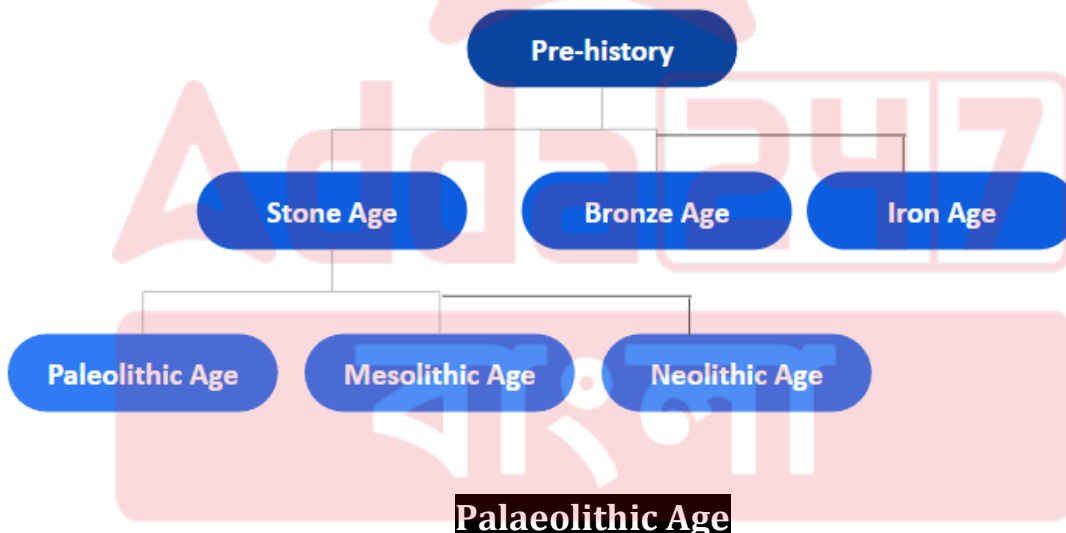 Pre-history
Adda247
Stone Age
Bronze Age
Iron Age
Paleolithic Age
Mesolithic Age
Neolithic Age
বাংলা
Palaeolithic Age